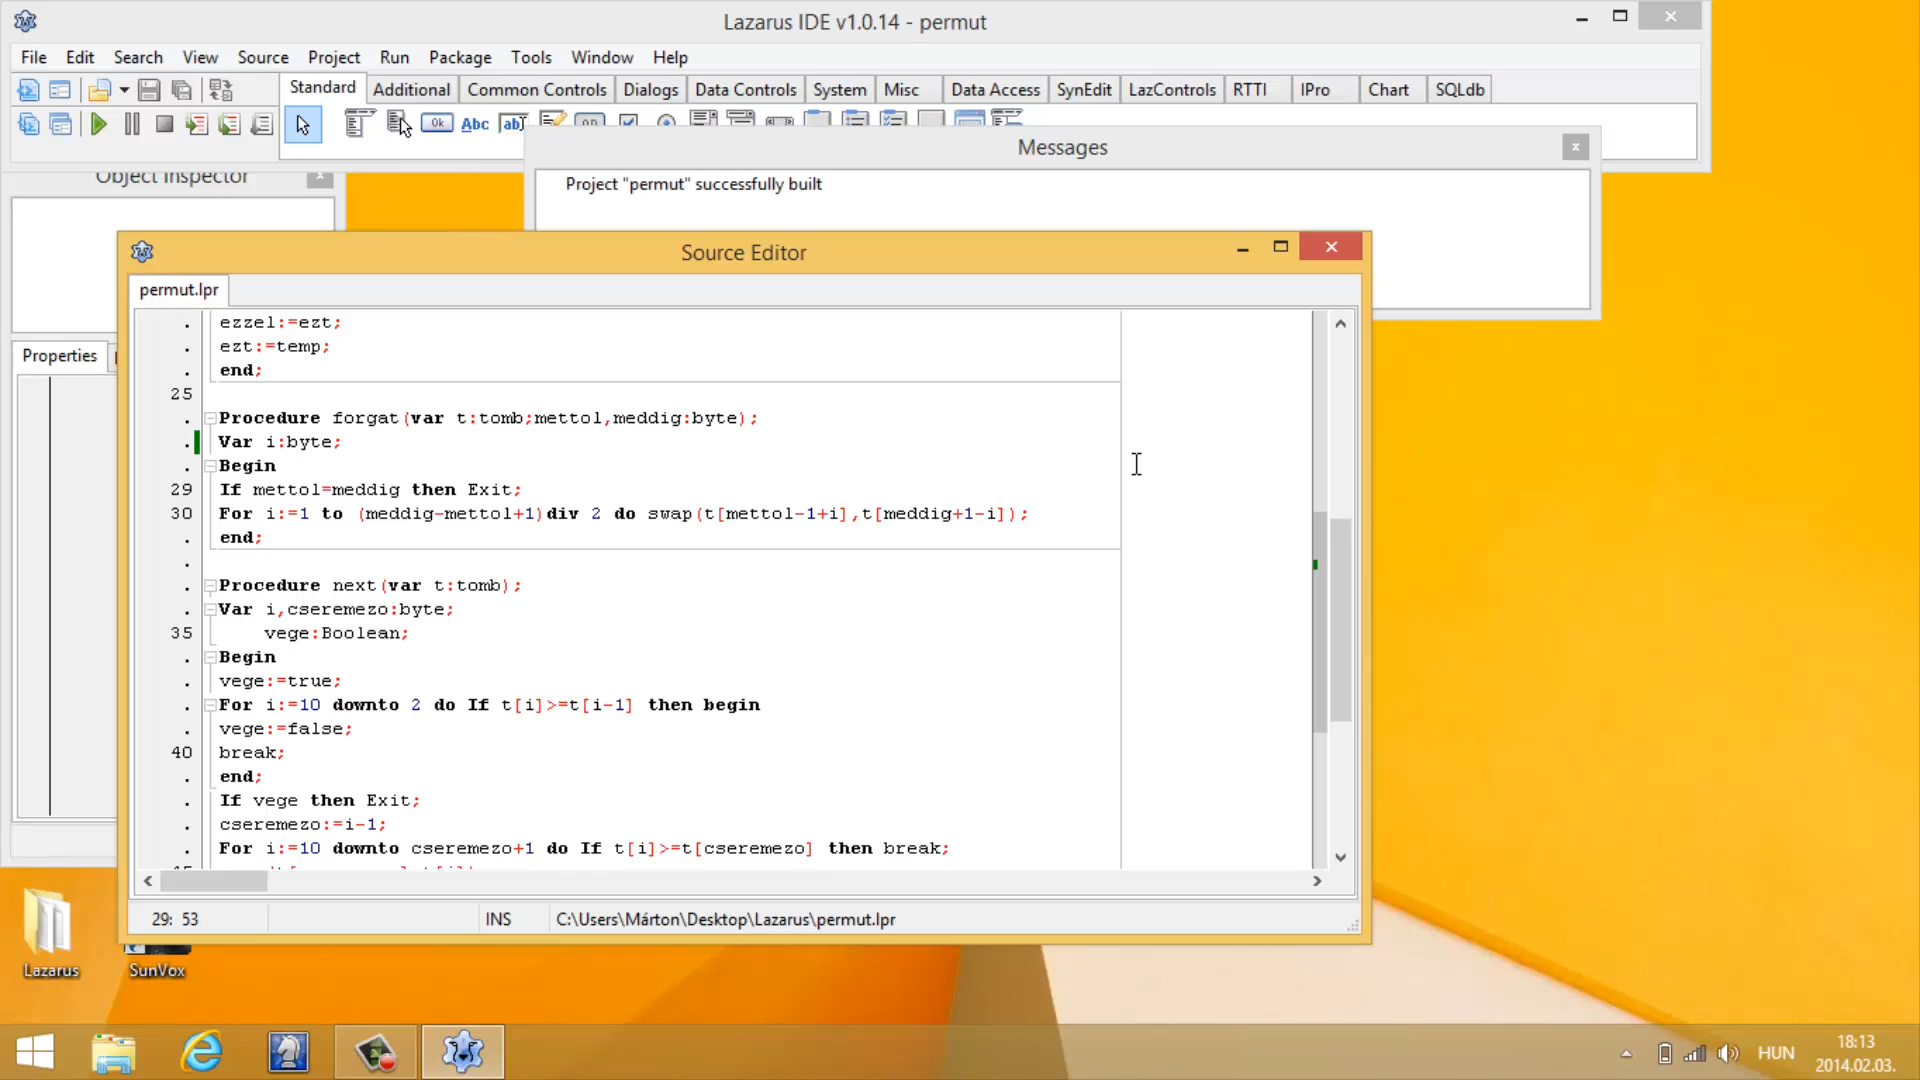 Lazarus IDE v1.0.14 - permut
File Edit Search View Source Project Run Package Tools Window Help
Standard Additional Common Controls Dialogs Data Controls System Misc Data Access SynEdit LazControls RTTI IPro Chart SQLdb
Ok Abc
Messages
Object Inspector
Project "permut" successfully built
Source Editor
permut.lpr
Properties
ezzel:=ezt;
ezt:=temp;
end;
25
Procedure forgat(var t:tomb;mettol,meddig:byte);
Var i:byte;
Begin
29 If mettol=meddig then Exit;
30 For i:=1 to (meddig-mettol+1)div 2 do swap(t[mettol-1+i],t[meddig+1-i]);
end;
Procedure next(var t:tomb);
Var i,cseremezo:byte;
35 vege:Boolean;
Begin
vege:=true;
For i:=10 downto 2 do If t[i]>=t[i-1] then begin
vege:=false;
40 break;
end;
If vege then Exit;
cseremezo:=i-1;
For i:=10 downto cseremezo+1 do If t[i]>=t[cseremezo] then break;
29: 53 INS C:\Users\Márton\Desktop\Lazarus\permut.lpr
Lazarus
SunVox
HUN
18:13
2014.02.03.